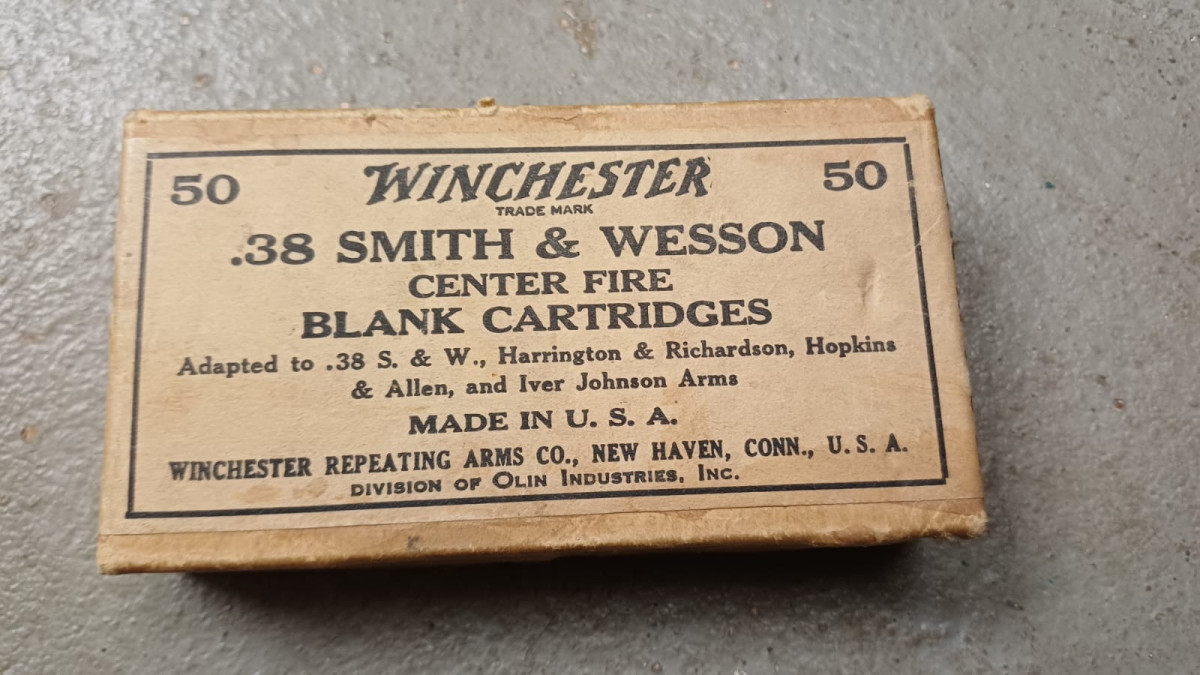 50 WINCHESTER 50
TRADE MARK
.38 SMITH & WESSON
CENTER FIRE
BLANK CARTRIDGES
Adapted to .38 S. & W., Harrington & Richardson, Hopkins
& Allen, and Iver Johnson Arms
MADE IN U. S. A.
WINCHESTER REPEATING ARMS CO., NEW HAVEN, CONN., U. S. A.
DIVISION OF OLIN INDUSTRIES, INC.